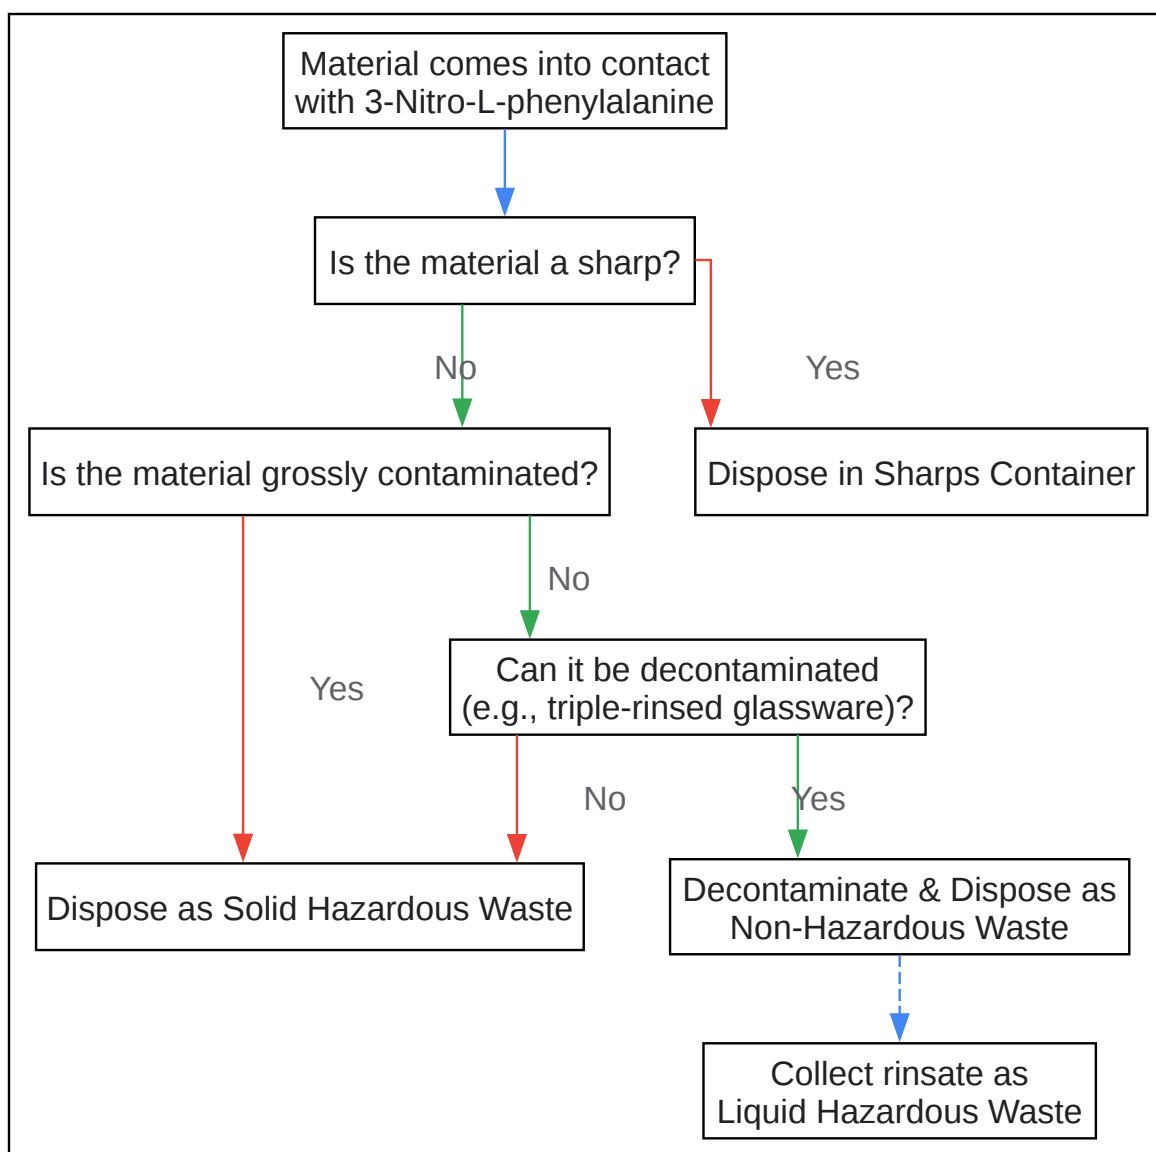 Material comes into contact
with 3-Nitro-L-phenylalanine
Is the material a sharp?
No
Yes
Is the material grossly contaminated?
Dispose in Sharps Container
No
Can it be decontaminated
(e.g., triple-rinsed glassware)?
Yes
No
Yes
Dispose as Solid Hazardous Waste
Decontaminate & Dispose as
Non-Hazardous Waste
Collect rinsate as
Liquid Hazardous Waste